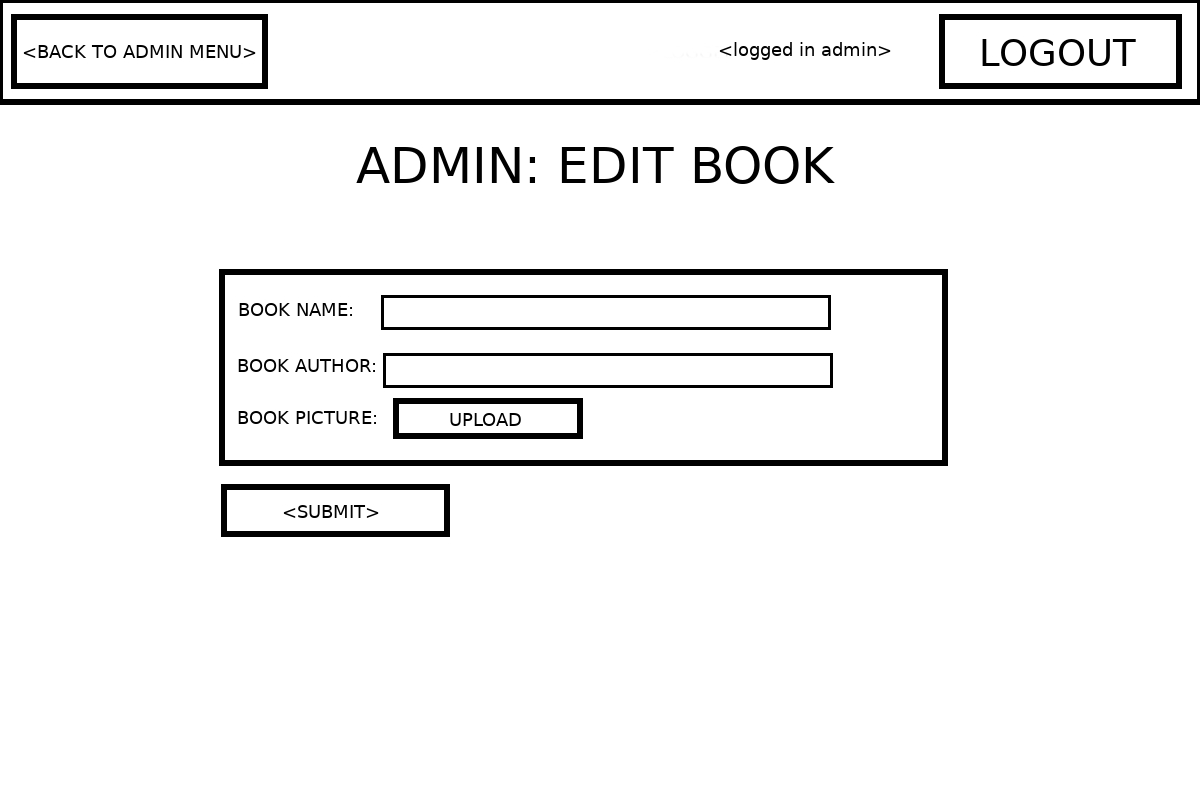 <BACK TO ADMIN MENU>
<logged in admin>
LOGOUT
ADMIN: EDIT BOOK
BOOK NAME:
BOOK AUTHOR:
BOOK PICTURE:
UPLOAD
<SUBMIT>